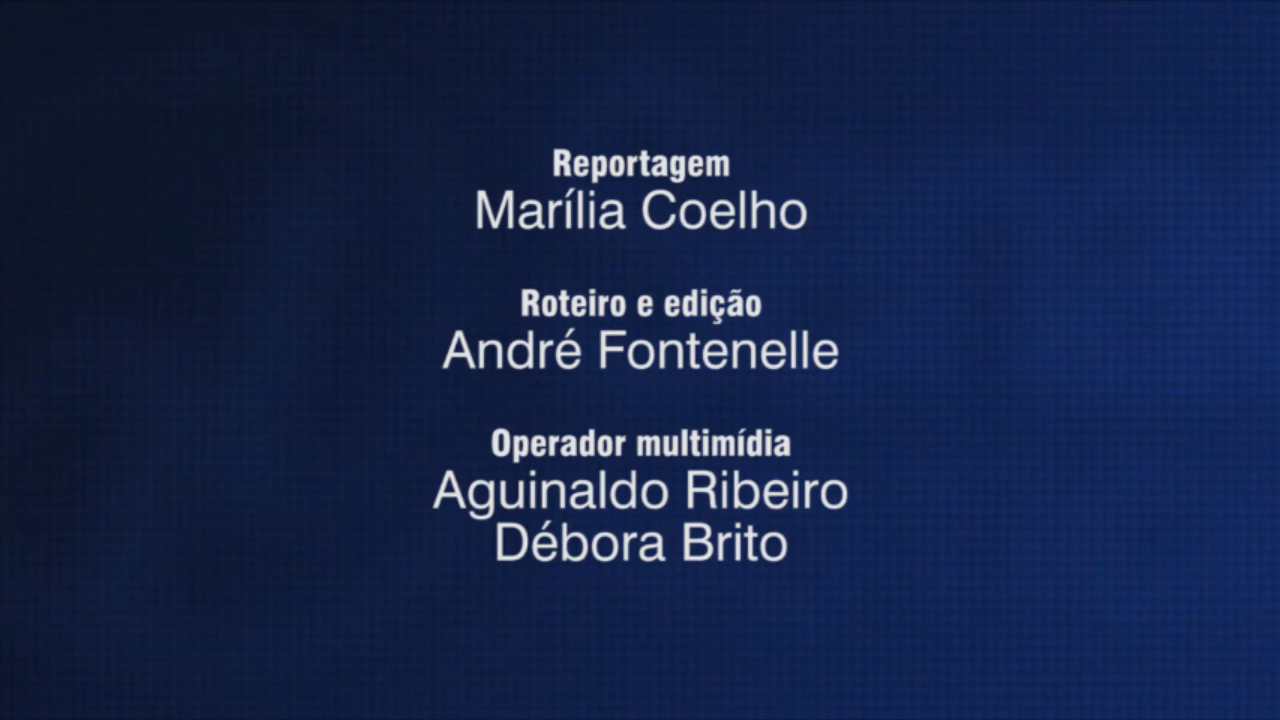 Reportagem
Marília Coelho
Roteiro e edição
André Fontenelle
Operador multimídia
Aguinaldo Ribeiro
Débora Brito